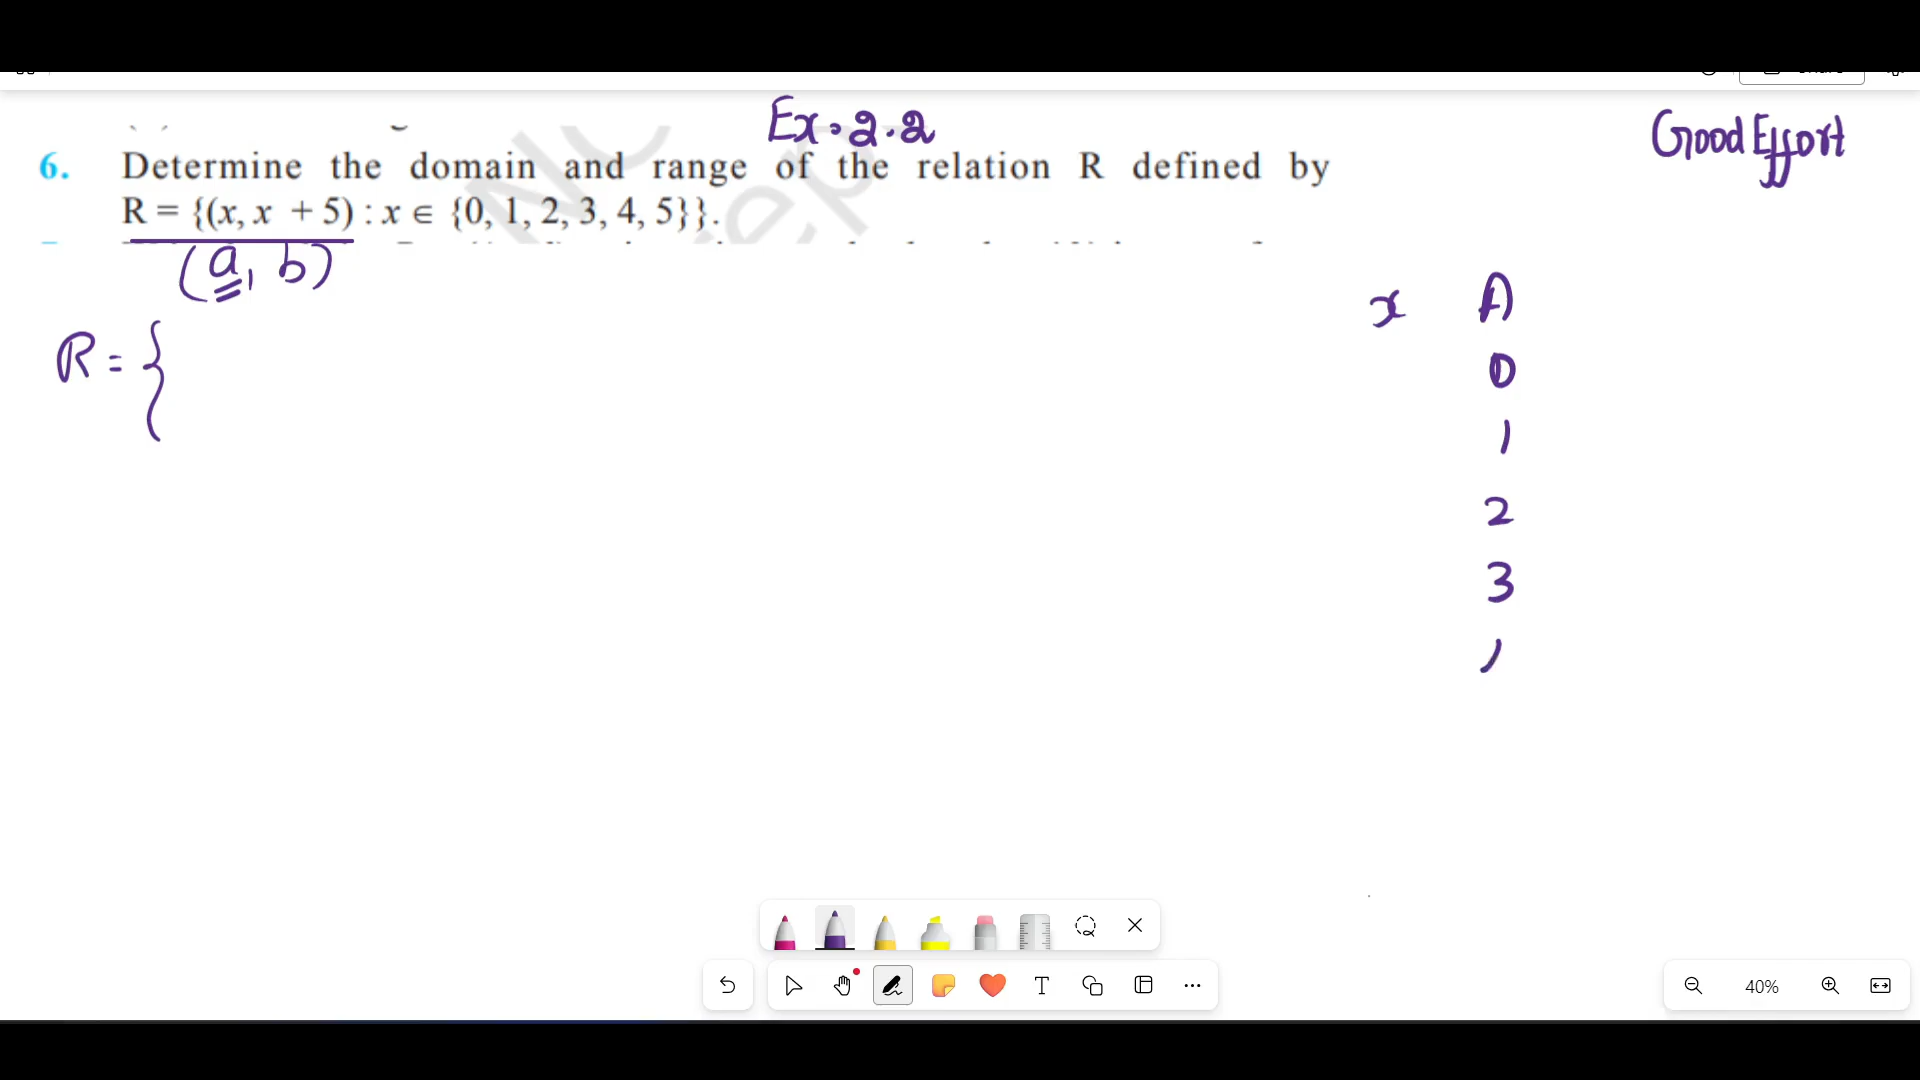 Ex. 2.2
Good Effort
6. Determine the domain and range of the relation R defined by
R = {(x, x + 5) : x ∈ {0, 1, 2, 3, 4, 5}}.
(a, b)
R = {
x A
0
1
2
3
40%